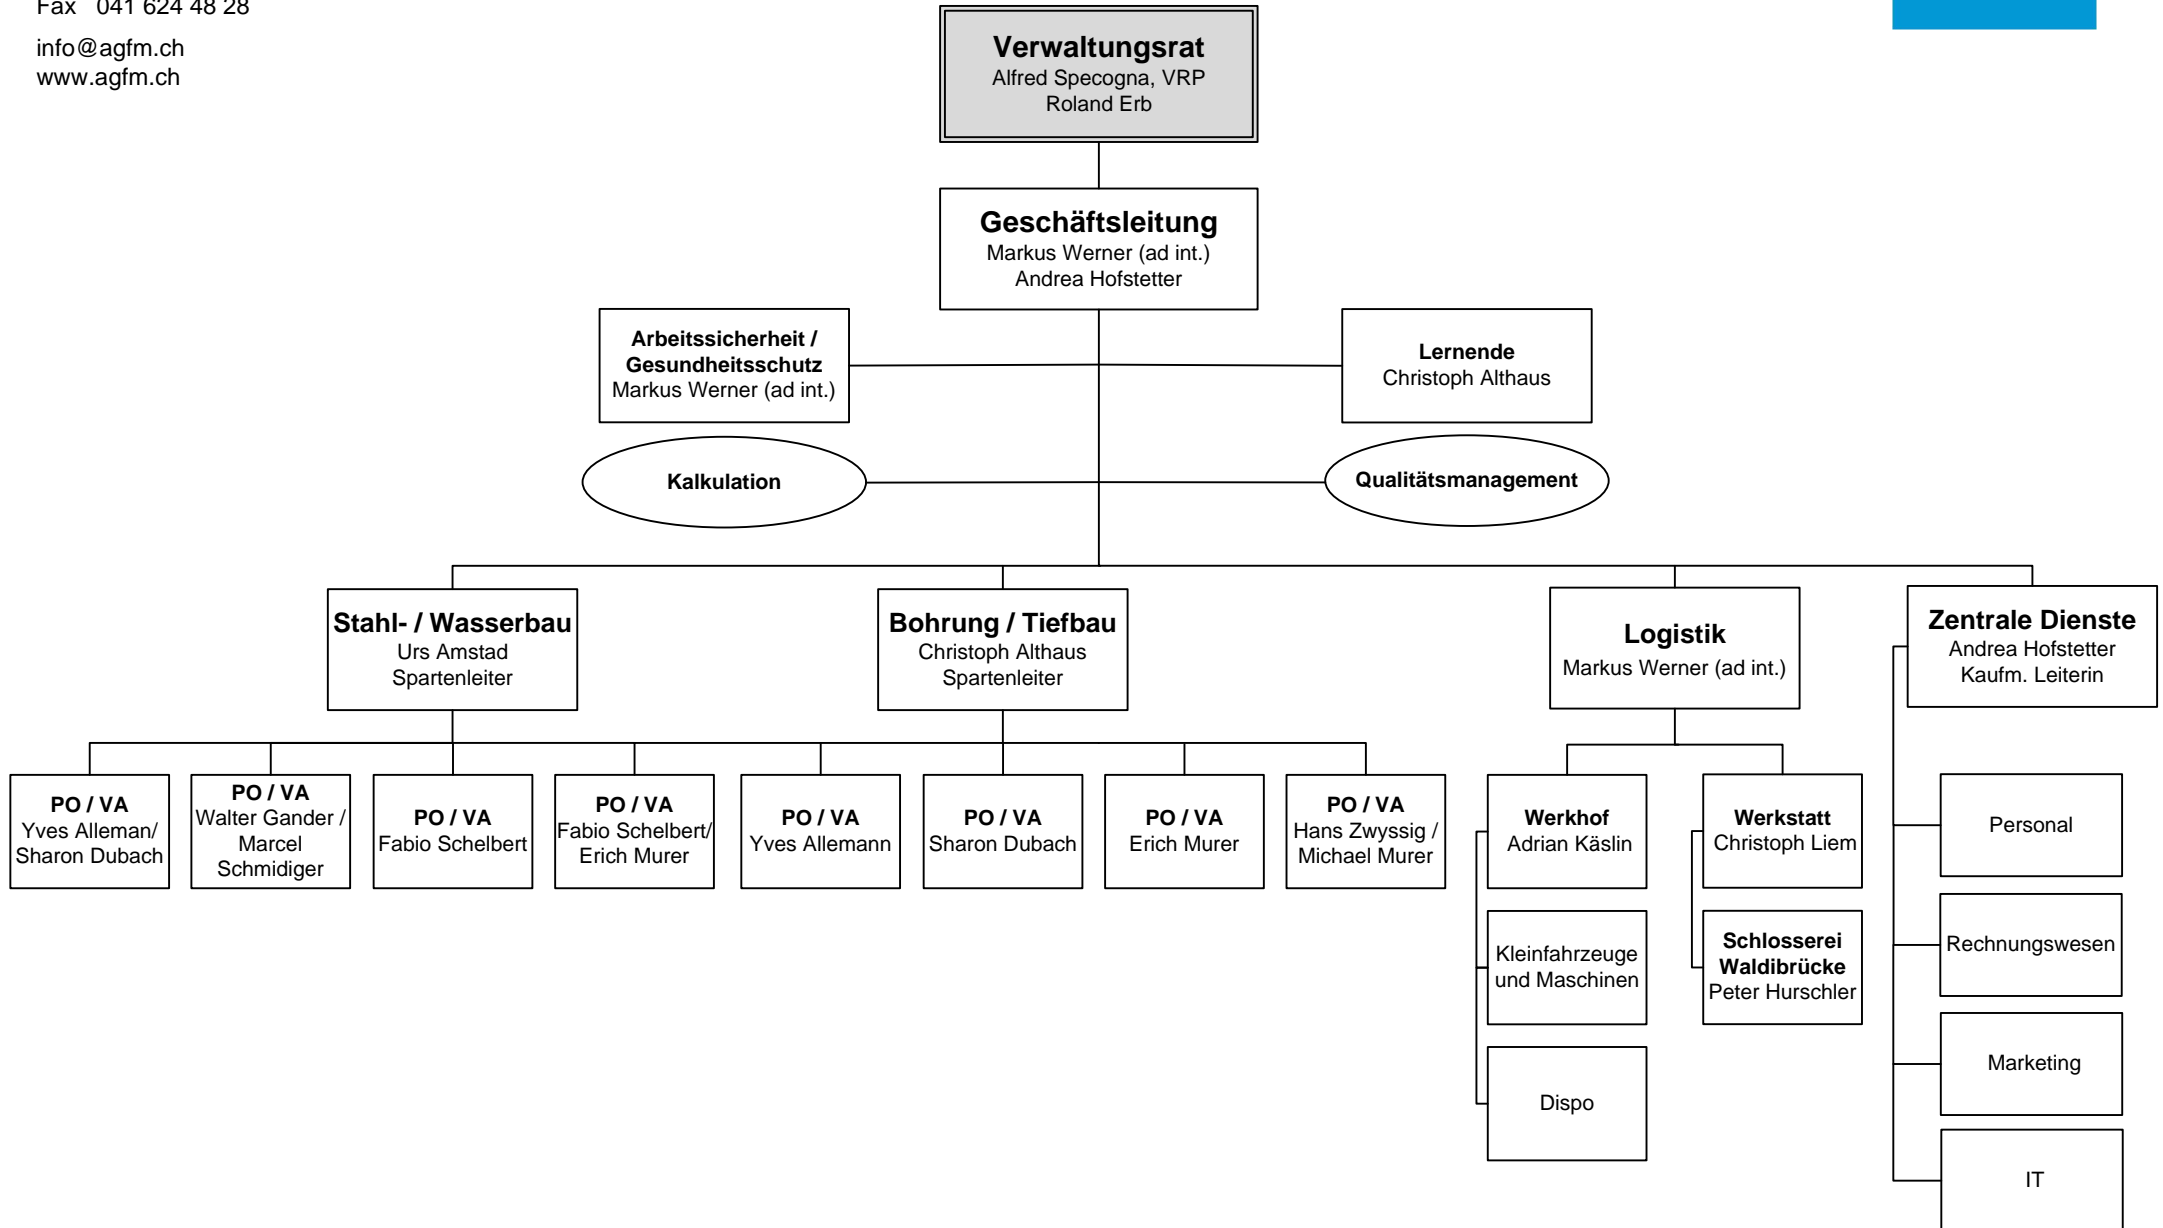 Fax 041 624 48 28
info@agfm.ch
www.agfm.ch
Verwaltungsrat
Alfred Specogna, VRP
Roland Erb
Geschäftsleitung
Markus Werner (ad int.)
Andrea Hofstetter
Arbeitssicherheit /
Gesundheitsschutz
Markus Werner (ad int.)
Lernende
Christoph Althaus
Kalkulation
Qualitätsmanagement
Stahl- / Wasserbau
Urs Amstad
Spartenleiter
Bohrung / Tiefbau
Christoph Althaus
Spartenleiter
Logistik
Markus Werner (ad int.)
Zentrale Dienste
Andrea Hofstetter
Kaufm. Leiterin
PO / VA
Yves Alleman/
Sharon Dubach
PO / VA
Walter Gander /
Marcel
Schmidiger
PO / VA
Fabio Schelbert
PO / VA
Fabio Schelbert/
Erich Murer
PO / VA
Yves Allemann
PO / VA
Sharon Dubach
PO / VA
Erich Murer
PO / VA
Hans Zwyssig /
Michael Murer
Werkhof
Adrian Käslin
Werkstatt
Christoph Liem
Personal
Kleinfahrzeuge
und Maschinen
Schlosserei
Waldibrücke
Peter Hurschler
Rechnungswesen
Dispo
Marketing
IT